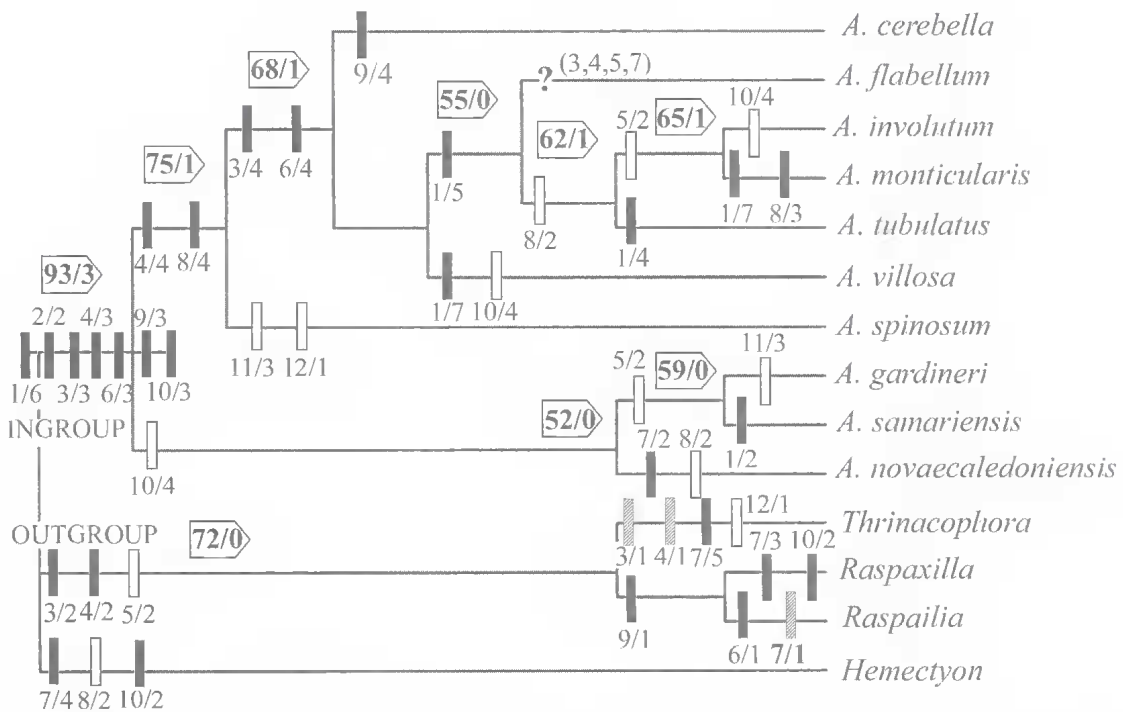 A. cerebella
68/1
9/4
? (3,4,5,7)
A. flabellum
55/0
10/4
65/1
5/2
A. involutum
62/1
3/4 6/4
75/1
A. monticularis
1/5
1/7 8/3
8/2
A. tubulatus
1/4
4/4 8/4
93/3
A. villosa
1/7 10/4
2/2 4/3 9/3
A. spinosum
11/3 12/1
11/3
5/2
59/0
A. gardineri
1/6 3/3 6/3 10/3
INGROUP
52/0
A. samariensis
7/2 8/2
1/2
10/4
A. novaecaledoniensis
OUTGROUP
72/0
12/1
Thrinacophora
3/1 4/1 7/5
7/3 10/2
Raspaxilla
3/2 4/2 5/2
9/1
Raspailia
6/1 7/1
Hemectyon
7/4 8/2 10/2